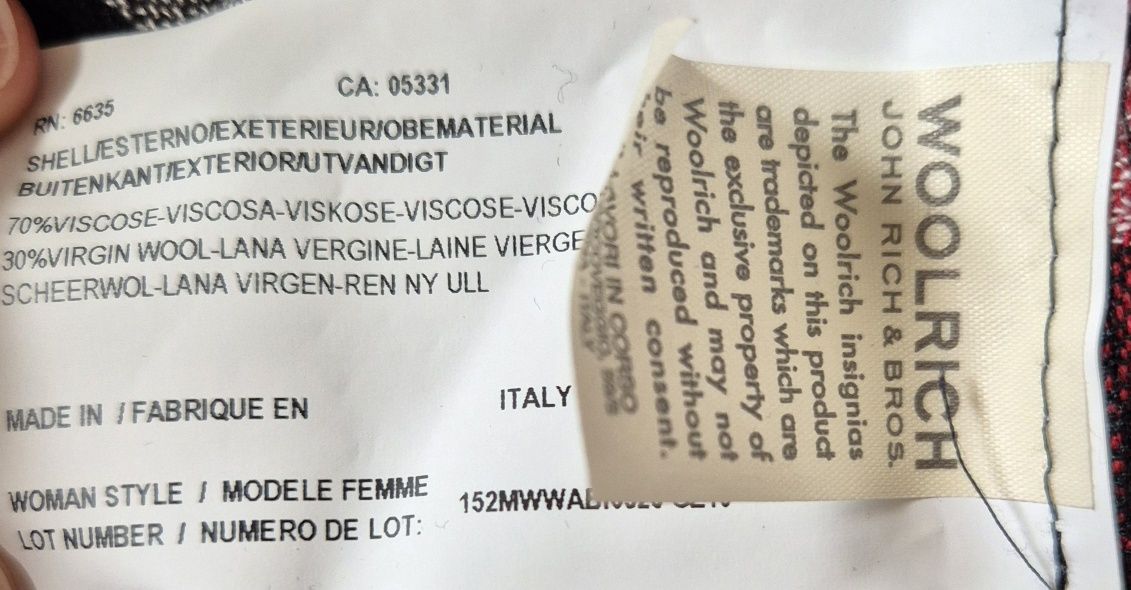 RN: 6635
CA: 05331
SHELL/ESTERNO/EXETERIEUR/OBEMATERIAL
BUITENKANT/EXTERIOR/UTVANDIGT
70%VISCOSE-VISCOSA-VISKOSE-VISCOSE-VISCO
30%VIRGIN WOOL-LANA VERGINE-LAINE VIERGE
SCHEERWOL-LANA VIRGEN-REN NY ULL
MADE IN / FABRIQUE EN
ITALY
WOMAN STYLE / MODELE FEMME
152MWWA
LOT NUMBER / NUMERO DE LOT:
WOOLRICH
JOHN RICH & BROS.
The Woolrich insignias
depicted on this product
are trademarks which are
the exclusive property of
Woolrich and may not
be reproduced without
their written consent.